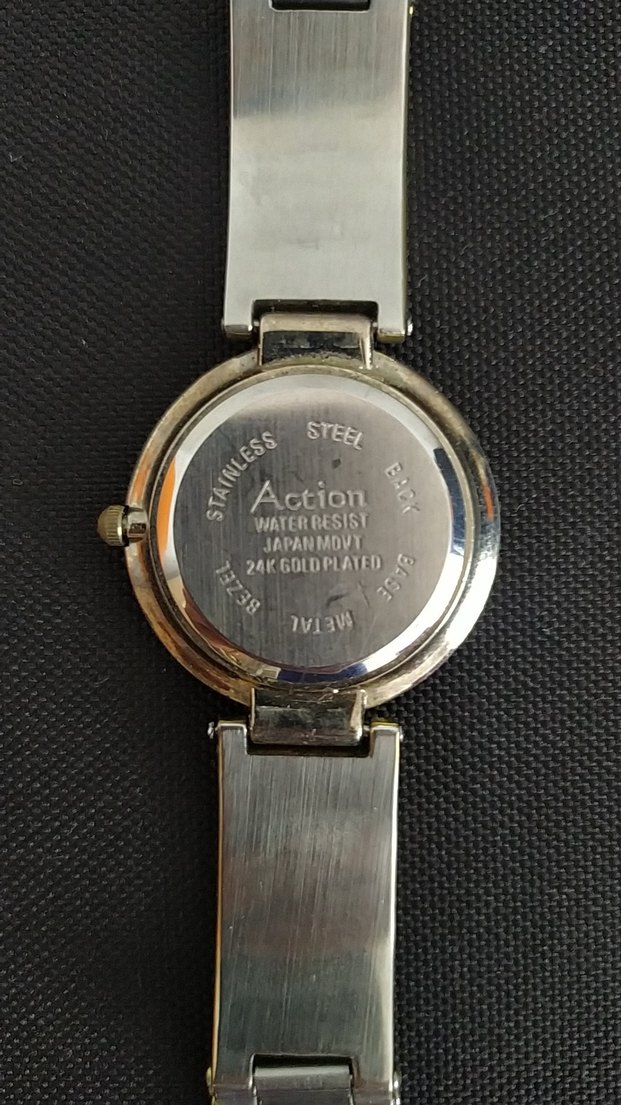 STAINLESS STEEL BACK
Action
WATER RESIST
JAPAN MOVT
24K GOLD PLATED
BASE METAL BEZEL